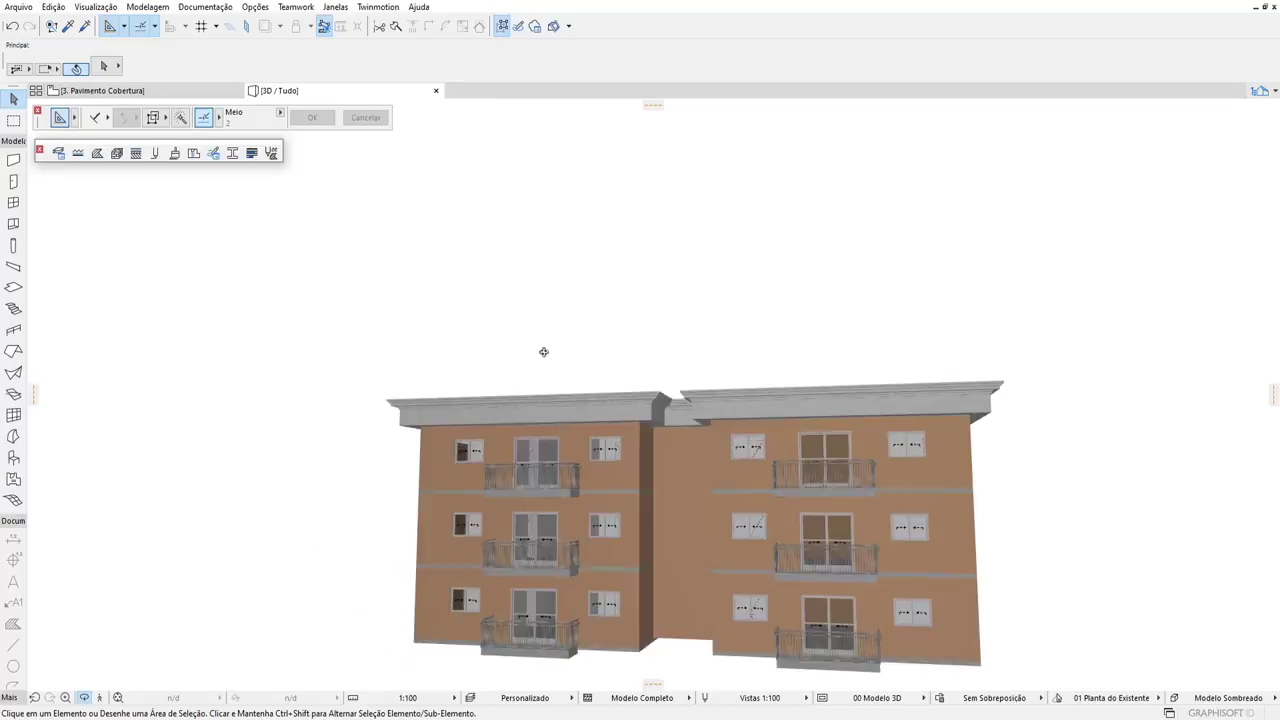 Arquivo Edição Visualização Modelagem Documentação Opções Teamwork Janelas Twinmotion Ajuda
Principal:
[3. Pavimento Cobertura] [3D / Tudo]
Meio
2
OK Cancelar
Modela
Docum
Mais n/d n/d 1:100 Personalizado Modelo Completo Vistas 1:100 00 Modelo 3D Sem Sobreposição 01 Planta do Existente Modelo Sombreado
Clique em um Elemento ou Desenhe uma Área de Seleção. Clicar e Mantenha Ctrl+Shift para Alternar Seleção Elemento/Sub-Elemento. GRAPHISOFT ID